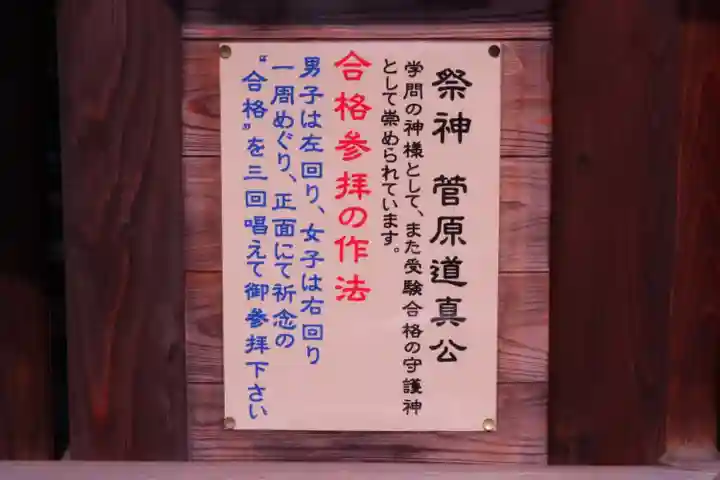 祭神 菅原道真公
学問の神様として、また受験合格の守護神
として崇められています。
合格参拝の作法
男子は左回り、女子は右回り
一周めぐり、正面にて祈念の
“合格”を三回唱えて御参拝下さい